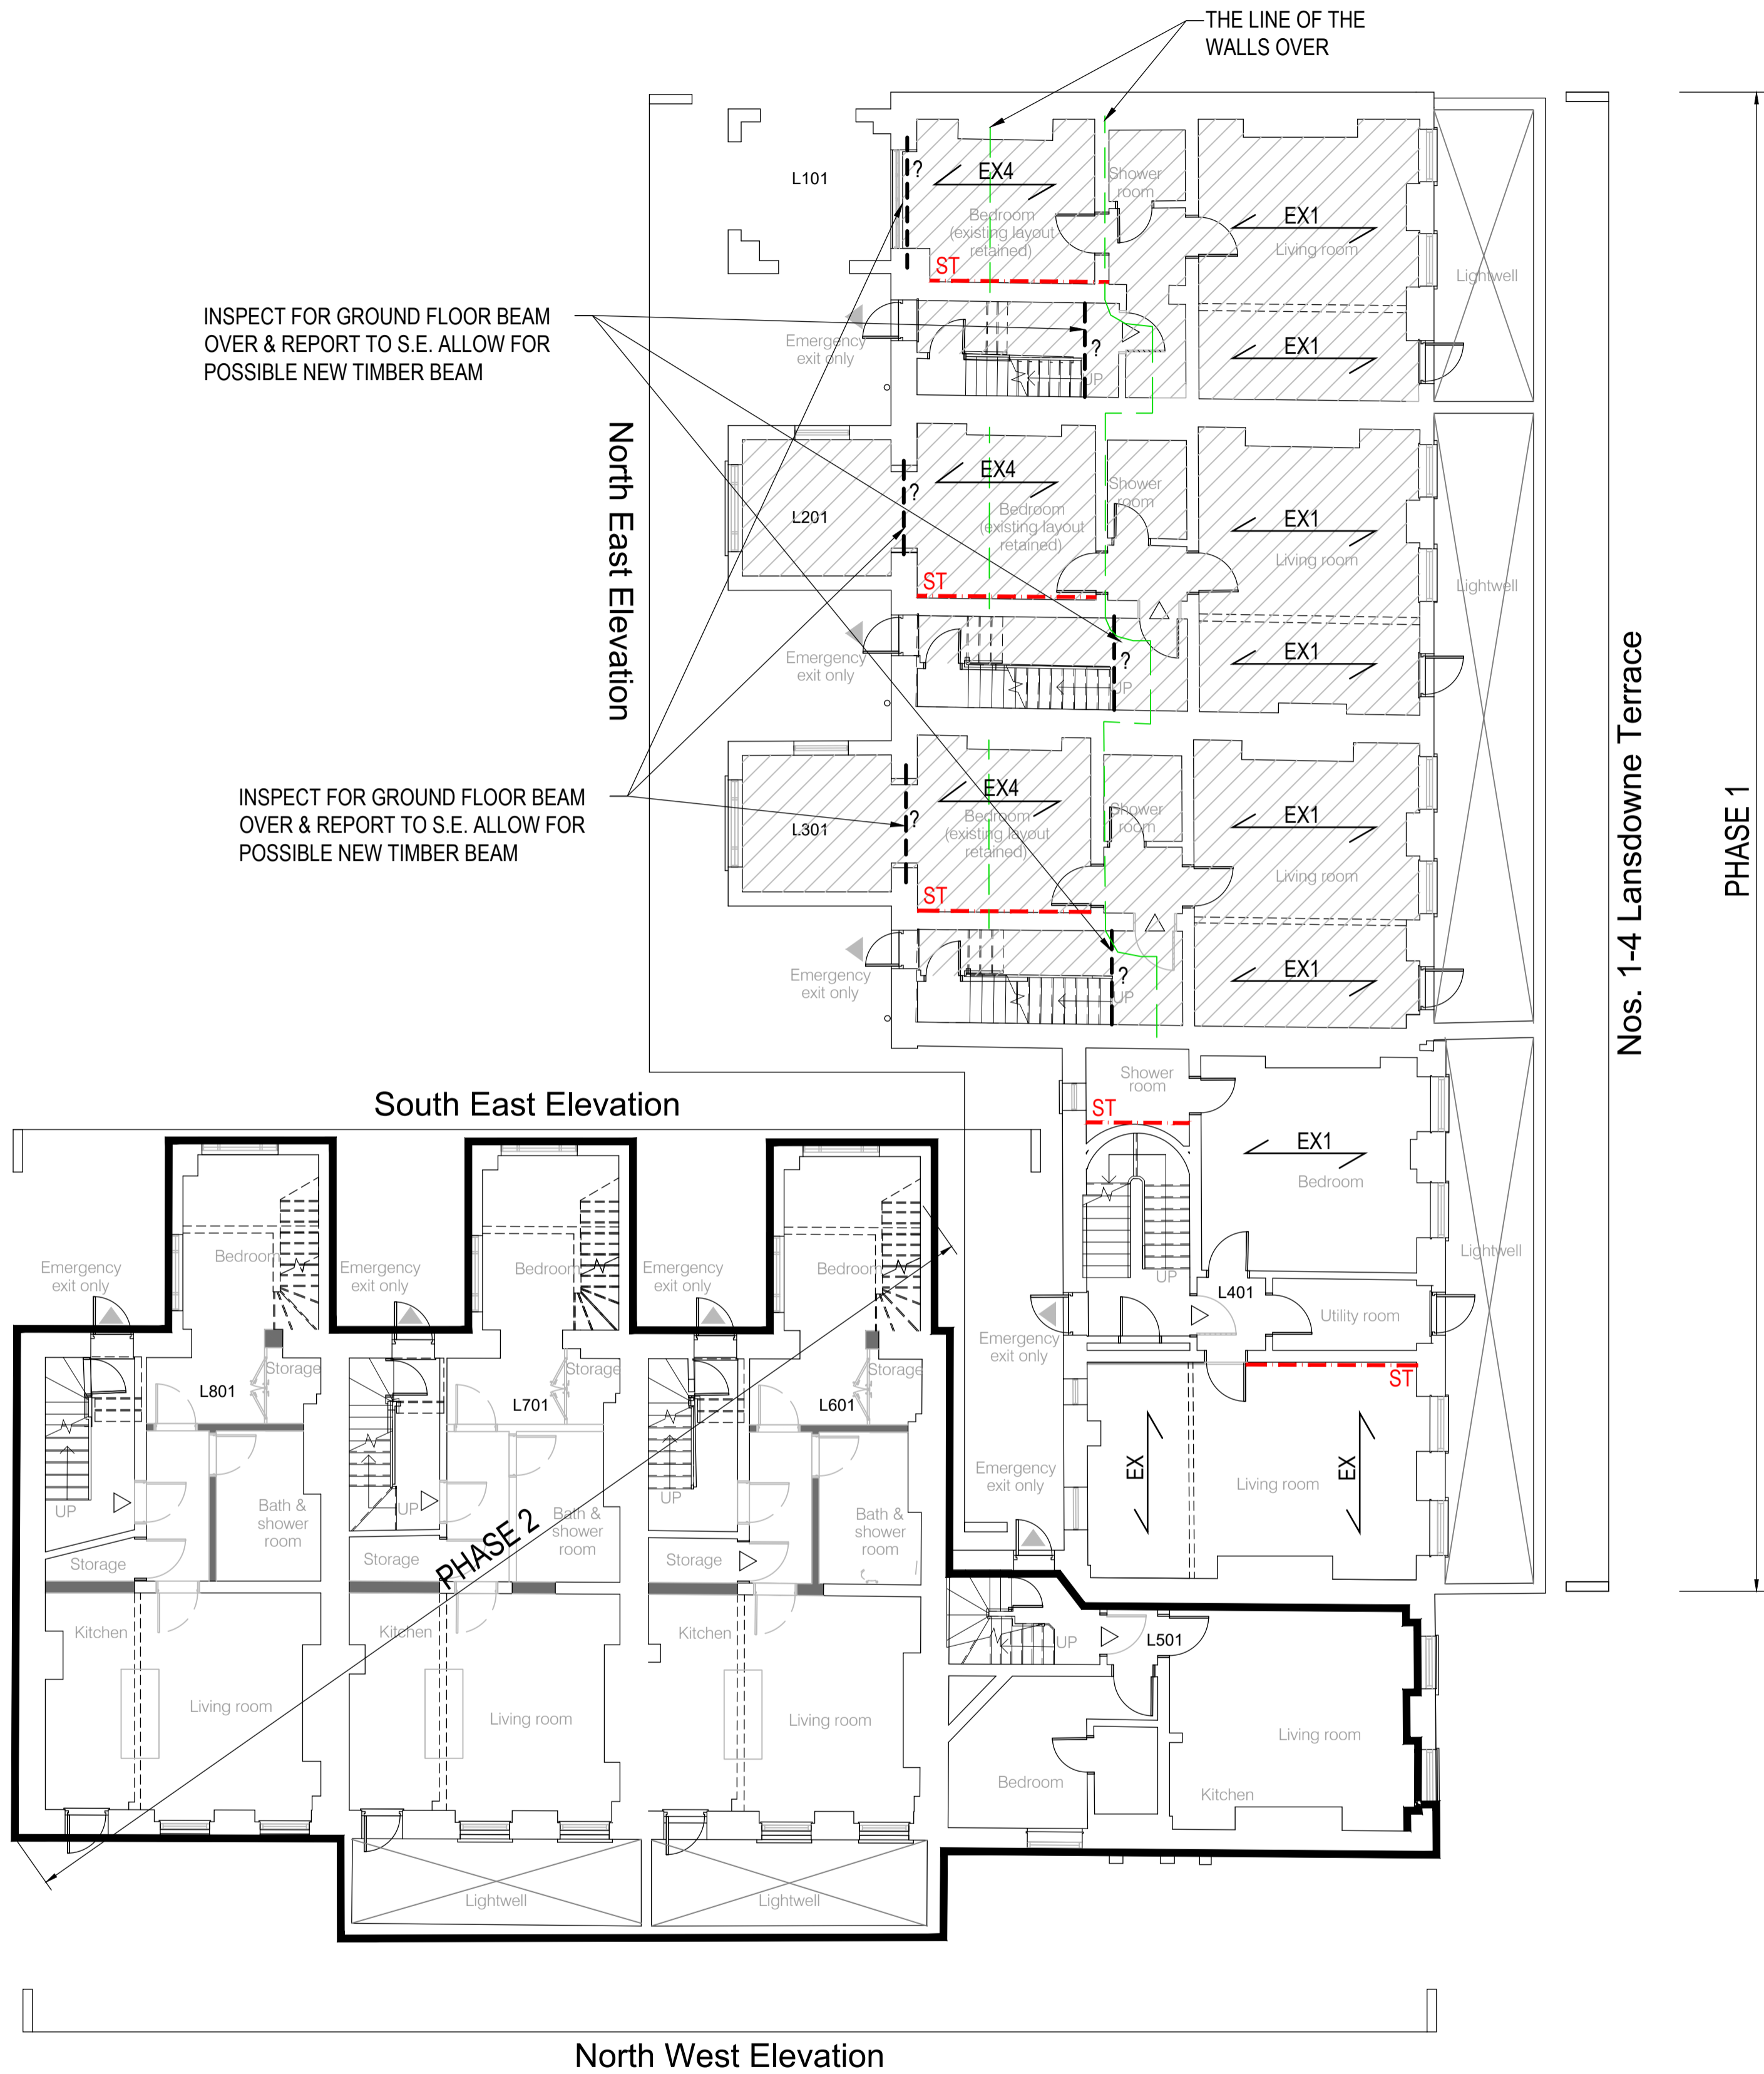 THE LINE OF THE
WALLS OVER
L101
?
EX4
Bedroom
(existing layout
retained)
Shower
room
EX1
Living room
Lightwell
ST
INSPECT FOR GROUND FLOOR BEAM
OVER & REPORT TO S.E. ALLOW FOR
POSSIBLE NEW TIMBER BEAM
Emergency
exit only
?
UP
EX1
North East Elevation
L201
?
EX4
Bedroom
(existing layout
retained)
Shower
room
EX1
Living room
Lightwell
ST
Emergency
exit only
?
UP
EX1
Nos. 1-4 Lansdowne Terrace
PHASE 1
INSPECT FOR GROUND FLOOR BEAM
OVER & REPORT TO S.E. ALLOW FOR
POSSIBLE NEW TIMBER BEAM
L301
?
EX4
Bedroom
(existing layout
retained)
Shower
room
EX1
Living room
ST
Emergency
exit only
?
UP
EX1
Shower
room
ST
EX1
Bedroom
Lightwell
UP
L401
Utility room
Emergency
exit only
ST
EX
EX
Living room
Emergency
exit only
South East Elevation
Emergency
exit only
Bedroom
Emergency
exit only
Bedroom
Emergency
exit only
Bedroom
Storage
L801
Storage
L701
Storage
L601
UP
Bath &
shower
room
UP
Bath &
shower
room
UP
Bath &
shower
room
PHASE 2
Storage
Storage
Storage
Kitchen
Kitchen
Kitchen
Living room
Living room
Living room
UP
L501
Living room
Bedroom
Kitchen
Lightwell
Lightwell
North West Elevation